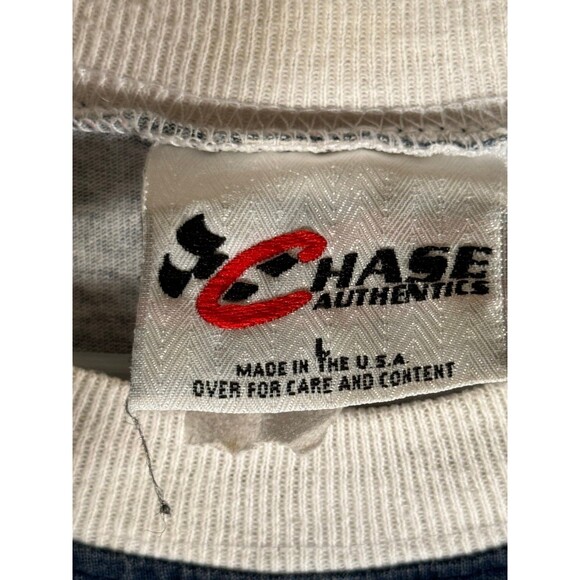 CHASE
AUTHENTICS
L
MADE IN THE U.S.A.
OVER FOR CARE AND CONTENT